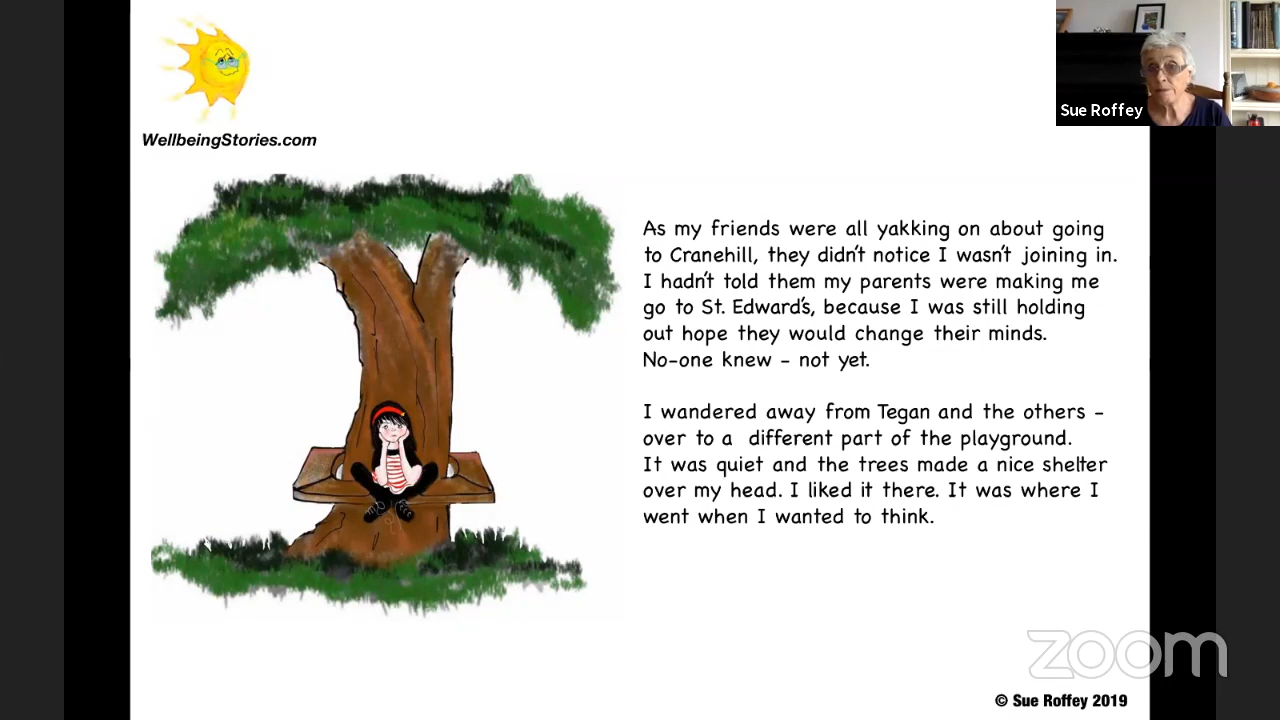 Sue Roffey
WellbeingStories.com
As my friends were all yakking on about going
to Cranehill, they didn't notice I wasn't joining in.
I hadn't told them my parents were making me
go to St. Edward's, because I was still holding
out hope they would change their minds.
No-one knew - not yet.
I wandered away from Tegan and the others -
over to a different part of the playground.
It was quiet and the trees made a nice shelter
over my head. I liked it there. It was where I
went when I wanted to think.
zoom
© Sue Roffey 2019